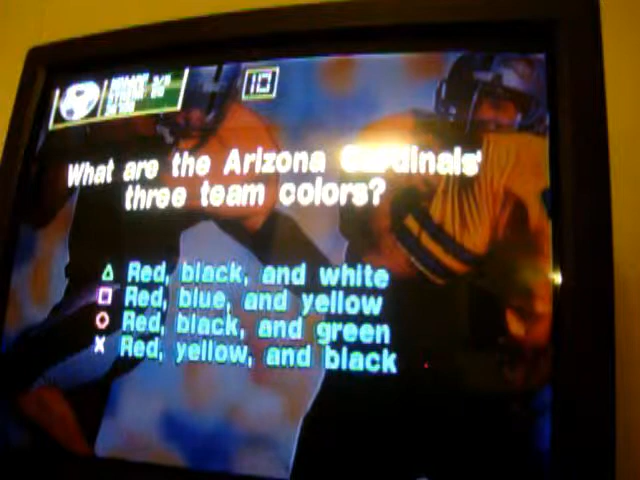 10
What are the Arizona Cardinals'
three team colors?
Red, black, and white
Red, blue, and yellow
Red, black, and green
X Red, yellow, and black